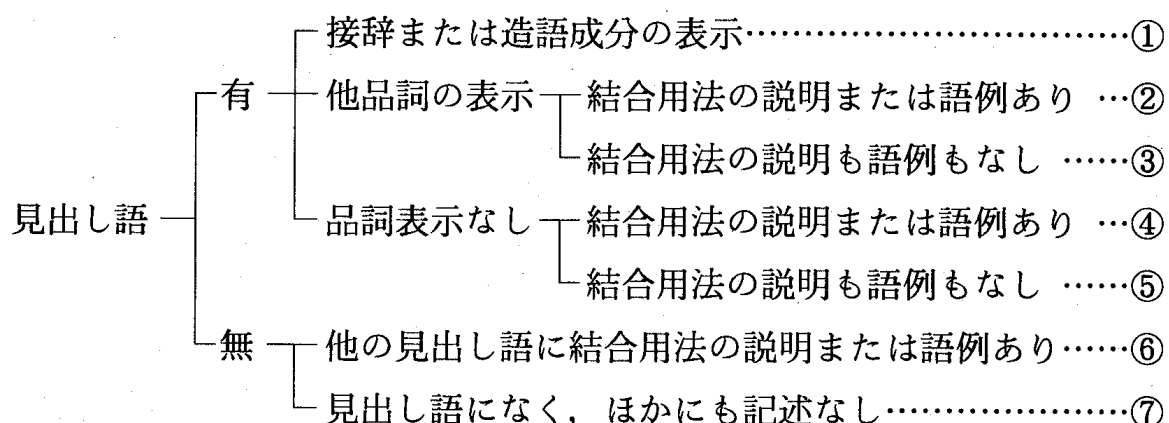 接辞または造語成分の表示……………………………①
有 他品詞の表示 結合用法の説明または語例あり …②
結合用法の説明も語例もなし ……③
見出し語 品詞表示なし 結合用法の説明または語例あり …④
結合用法の説明も語例もなし ……⑤
無 他の見出し語に結合用法の説明または語例あり……⑥
見出し語になく，ほかにも記述なし…………………⑦